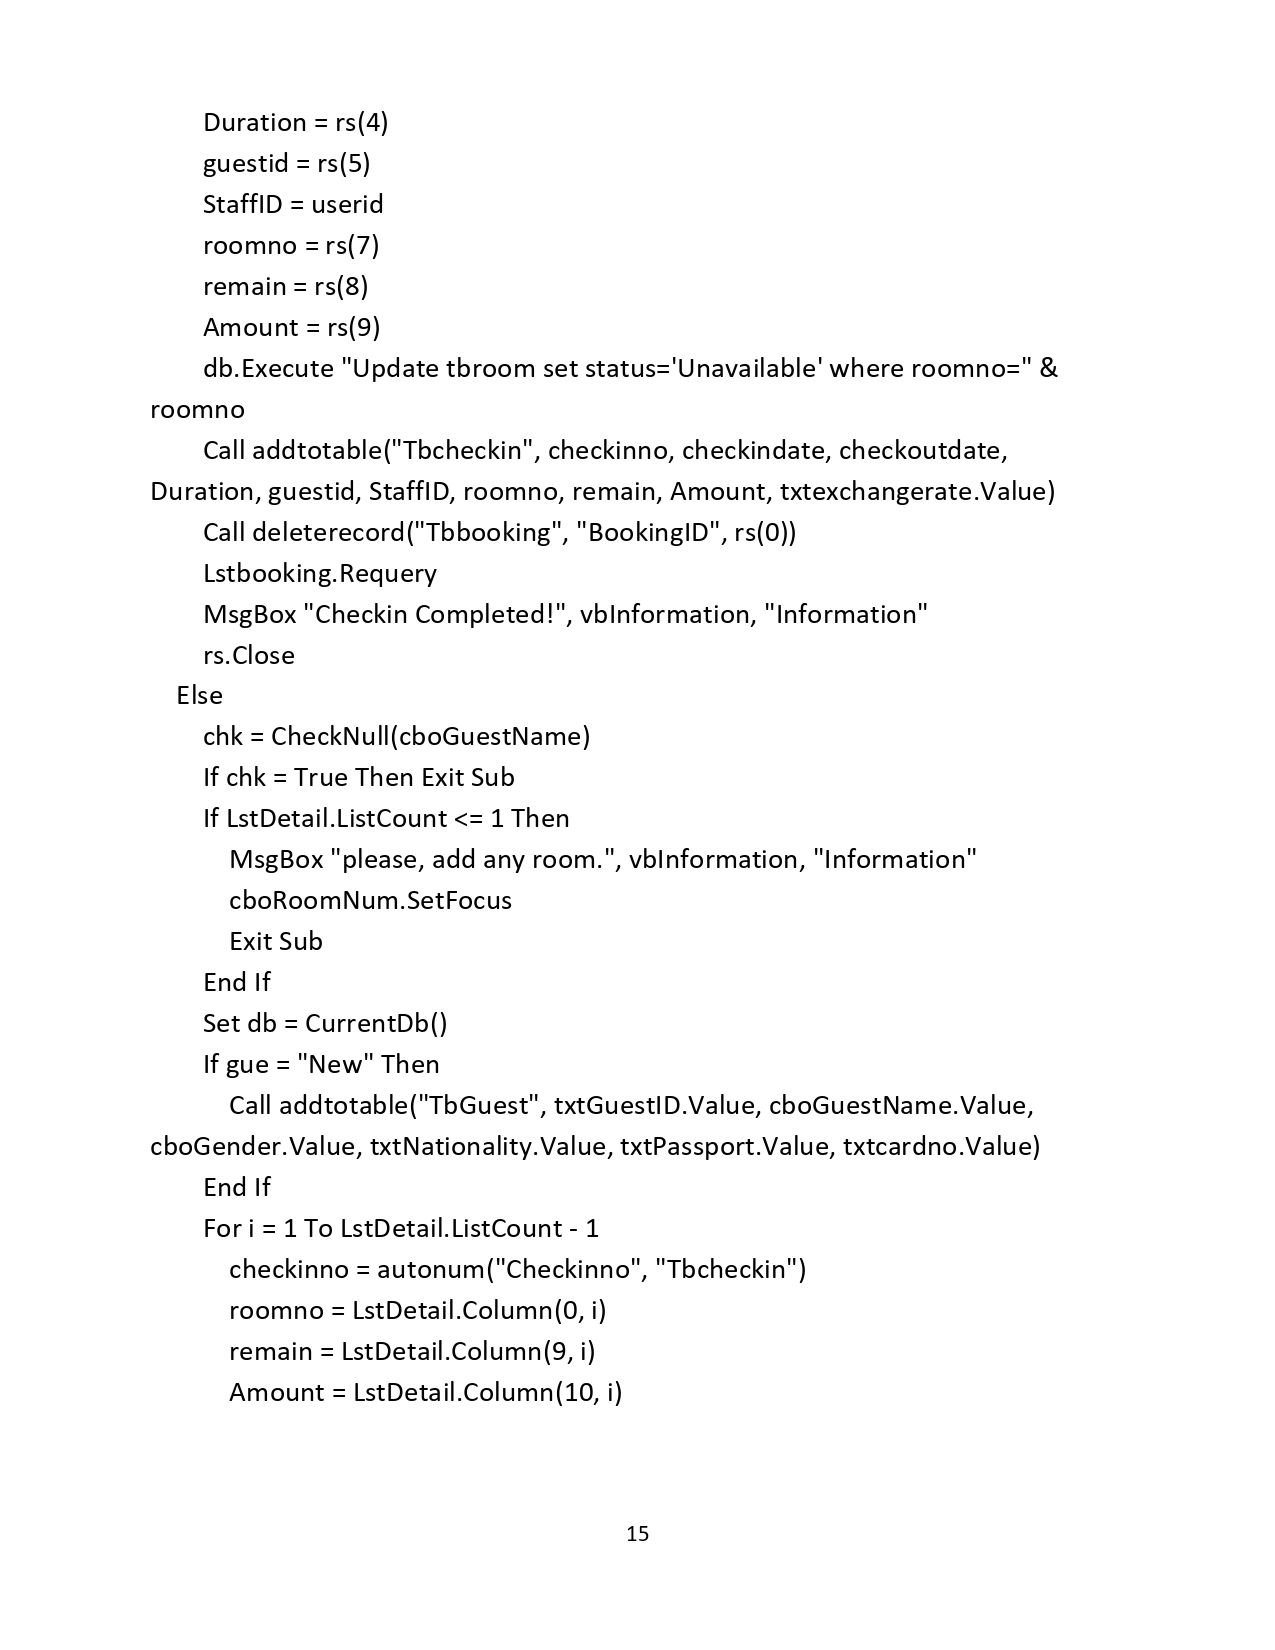 Duration = rs(4)
guestid = rs(5)
StaffID = userid
roomno = rs(7)
remain = rs(8)
Amount = rs(9)
db.Execute "Update tbroom set status='Unavailable' where roomno=" &
roomno
Call addtotable("Tbcheckin", checkinno, checkindate, checkoutdate,
Duration, guestid, StaffID, roomno, remain, Amount, txtexchangerate.Value)
Call deleterecord("Tbbooking", "BookingID", rs(0))
Lstbooking.Requery
MsgBox "Checkin Completed!", vbInformation, "Information"
rs.Close
Else
chk = CheckNull(cboGuestName)
If chk = True Then Exit Sub
If LstDetail.ListCount <= 1 Then
MsgBox "please, add any room.", vbInformation, "Information"
cboRoomNum.SetFocus
Exit Sub
End If
Set db = CurrentDb()
If gue = "New" Then
Call addtotable("TbGuest", txtGuestID.Value, cboGuestName.Value,
cboGender.Value, txtNationality.Value, txtPassport.Value, txtcardno.Value)
End If
For i = 1 To LstDetail.ListCount - 1
checkinno = autonum("Checkinno", "Tbcheckin")
roomno = LstDetail.Column(0, i)
remain = LstDetail.Column(9, i)
Amount = LstDetail.Column(10, i)
15